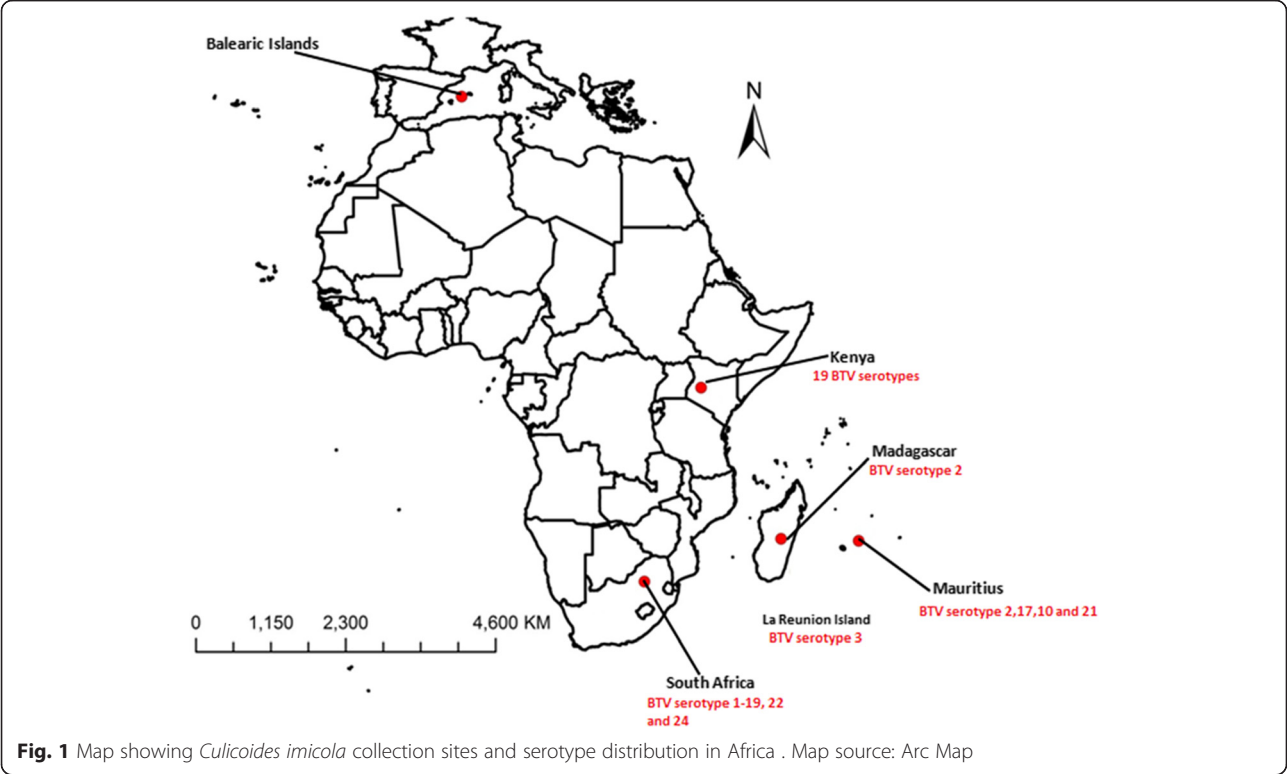 Balearic Islands
N
Kenya
19 BTV serotypes
Madagascar
BTV serotype 2
Mauritius
BTV serotype 2,17,10 and 21
La Reunion Island
BTV serotype 3
0 1,150 2,300 4,600 KM
South Africa
BTV serotype 1-19, 22
and 24
Fig. 1 Map showing Culicoides imicola collection sites and serotype distribution in Africa . Map source: Arc Map